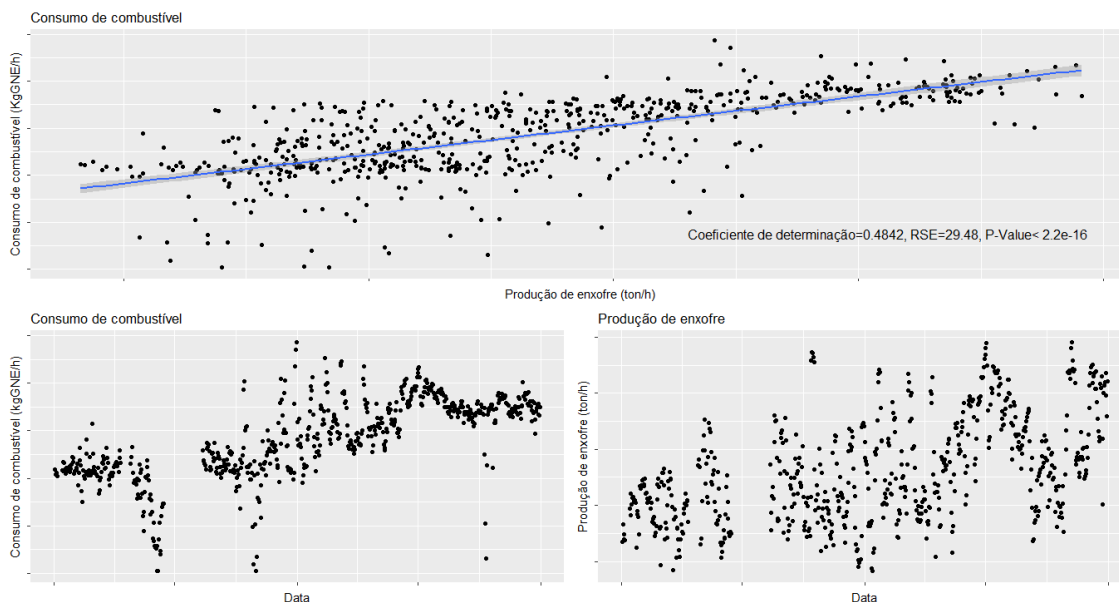 Consumo de combustível
Consumo de combustível (KgGNE/h)
Coeficiente de determinação=0.4842, RSE=29.48, P-Value< 2.2e-16
Produção de enxofre (ton/h)
Consumo de combustível
Consumo de combustível (kgGNE/h)
Data
Produção de enxofre
Produção de enxofre (ton/h)
Data